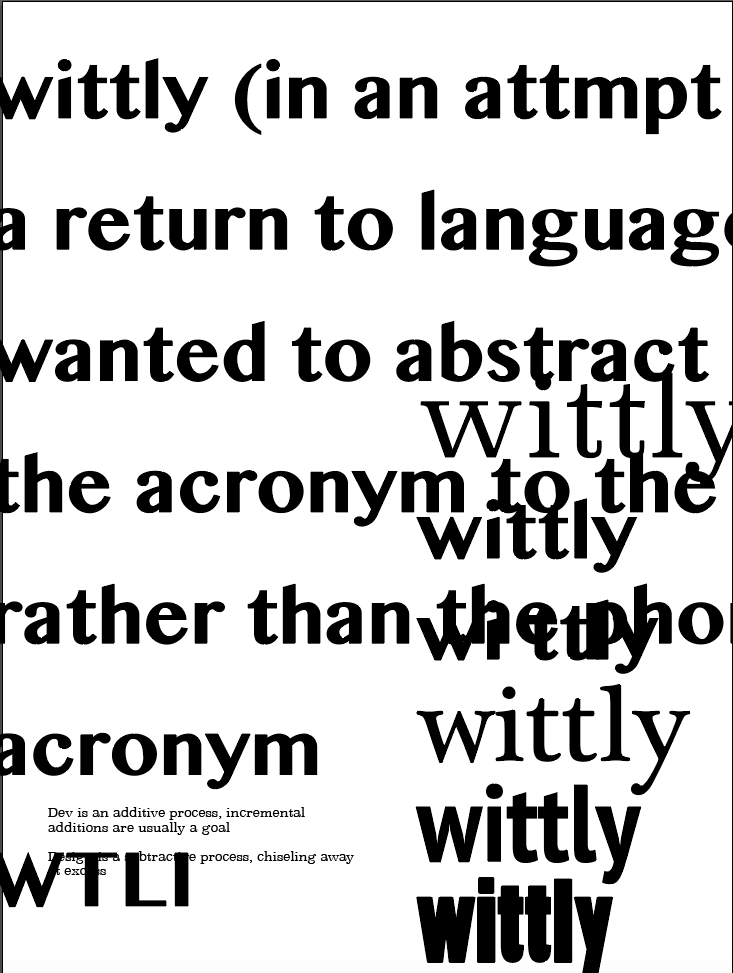 wittly (in an attmpt
a return to language
wanted to abstract
wittly
the acronym to the
wittly
rather than the phon
wittly
wittly
acronym
wittly
Dev is an additive process, incremental
additions are usually a goal
Design is a subtractive process, chiseling away
at excess
WTLI
wittly